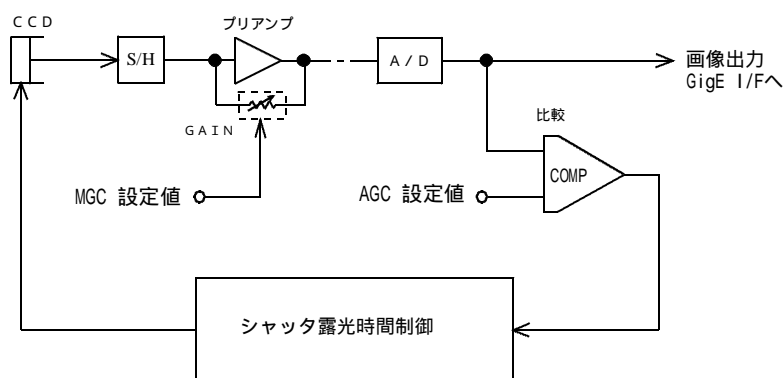 ＣＣＤ
プリアンプ
S/H
Ａ/Ｄ
画像出力
GigE I/Fへ
ＧＡＩＮ
比較
COMP
MGC 設定値
AGC 設定値
シャッタ露光時間制御